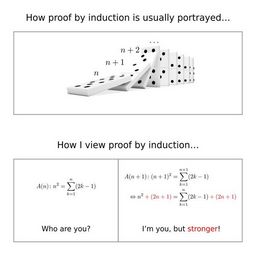 How proof by induction is usually portrayed...
...
n + 2
n + 1
n
How I view proof by induction...
A(n): n² = ∑_{k=1}^{n} (2k − 1)
Who are you?
A(n + 1): (n + 1)² = ∑_{k=1}^{n+1} (2k − 1)
⇔ n² + (2n + 1) = ∑_{k=1}^{n} (2k − 1) + (2n + 1)
I'm you, but stronger!